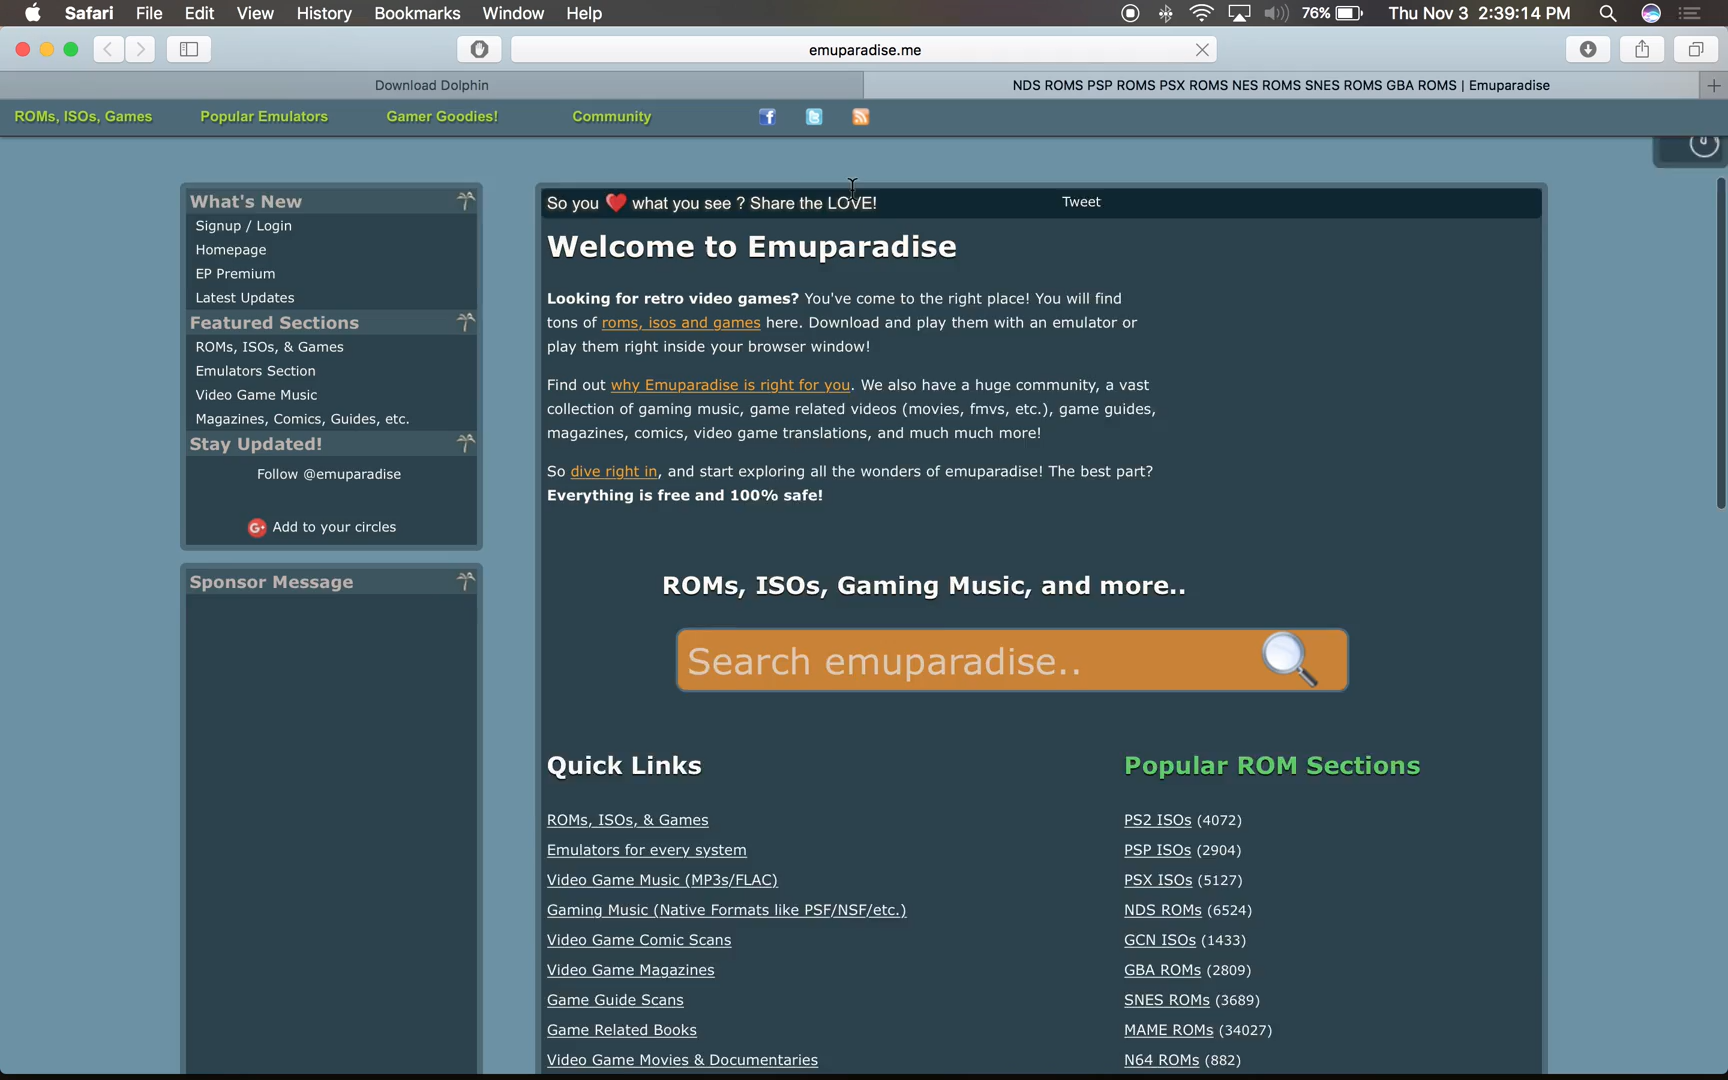 Safari File Edit View History Bookmarks Window Help 76% Thu Nov 3 2:39:14 PM
emuparadise.me
Download Dolphin NDS ROMS PSP ROMS PSX ROMS NES ROMS SNES ROMS GBA ROMS | Emuparadise
ROMs, ISOs, Games Popular Emulators Gamer Goodies! Community
What's New
Signup / Login
Homepage
EP Premium
Latest Updates
Featured Sections
ROMs, ISOs, & Games
Emulators Section
Video Game Music
Magazines, Comics, Guides, etc.
Stay Updated!
Follow @emuparadise
G+ Add to your circles
Sponsor Message
So you ❤ what you see ? Share the LOVE! Tweet
Welcome to Emuparadise
Looking for retro video games? You've come to the right place! You will find
tons of roms, isos and games here. Download and play them with an emulator or
play them right inside your browser window!
Find out why Emuparadise is right for you. We also have a huge community, a vast
collection of gaming music, game related videos (movies, fmvs, etc.), game guides,
magazines, comics, video game translations, and much much more!
So dive right in, and start exploring all the wonders of emuparadise! The best part?
Everything is free and 100% safe!
ROMs, ISOs, Gaming Music, and more..
Search emuparadise..
Quick Links
ROMs, ISOs, & Games
Emulators for every system
Video Game Music (MP3s/FLAC)
Gaming Music (Native Formats like PSF/NSF/etc.)
Video Game Comic Scans
Video Game Magazines
Game Guide Scans
Game Related Books
Video Game Movies & Documentaries
Popular ROM Sections
PS2 ISOs (4072)
PSP ISOs (2904)
PSX ISOs (5127)
NDS ROMs (6524)
GCN ISOs (1433)
GBA ROMs (2809)
SNES ROMs (3689)
MAME ROMs (34027)
N64 ROMs (882)